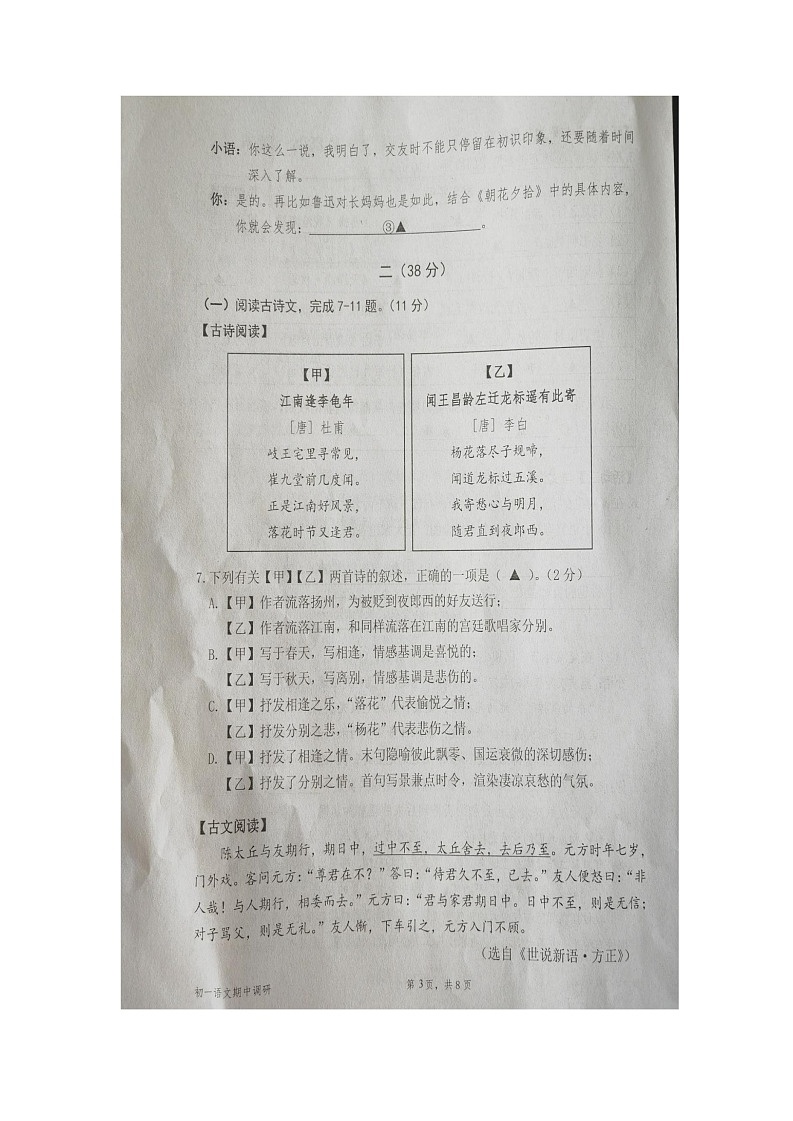 小语：你这么一说，我明白了，交友时不能只停留在初识印象，还要随着时间
深入了解。
你：是的。再比如鲁迅对长妈妈也是如此，结合《朝花夕拾》中的具体内容，
你就会发现：③▲。
二（38分）
（一）阅读古诗文，完成7-11题。（11分）
【古诗阅读】
【甲】
江南逢李龟年
［唐］杜甫
岐王宅里寻常见，
崔九堂前几度闻。
正是江南好风景，
落花时节又逢君。
【乙】
闻王昌龄左迁龙标遥有此寄
［唐］李白
杨花落尽子规啼，
闻道龙标过五溪。
我寄愁心与明月，
随君直到夜郎西。
7.下列有关【甲】【乙】两首诗的叙述，正确的一项是（ ▲ ）。（2分）
A.【甲】作者流落扬州，为被贬到夜郎西的好友送行；
【乙】作者流落江南，和同样流落在江南的宫廷歌唱家分别。
B.【甲】写于春天，写相逢，情感基调是喜悦的；
【乙】写于秋天，写离别，情感基调是悲伤的。
C.【甲】抒发相逢之乐，“落花”代表愉悦之情；
【乙】抒发分别之悲，“杨花”代表悲伤之情。
D.【甲】抒发了相逢之情。末句隐喻彼此飘零、国运衰微的深切感伤；
【乙】抒发了分别之情。首句写景兼点时令，渲染凄凉哀愁的气氛。
【古文阅读】
陈太丘与友期行，期日中，过中不至，太丘舍去，去后乃至。元方时年七岁，
门外戏。客问元方：“尊君在不？”答曰：“待君久不至，已去。”友人便怒曰：“非
人哉！与人期行，相委而去。”元方曰：“君与家君期日中。日中不至，则是无信；
对子骂父，则是无礼。”友人惭，下车引之，元方入门不顾。
（选自《世说新语·方正》）
初一语文期中调研
第3页，共8页